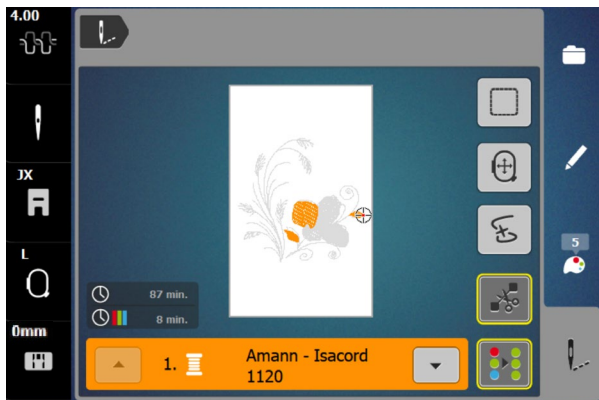 4.00
JX
L
0mm
87 min.
8 min.
1.
Amann - Isacord
1120
5